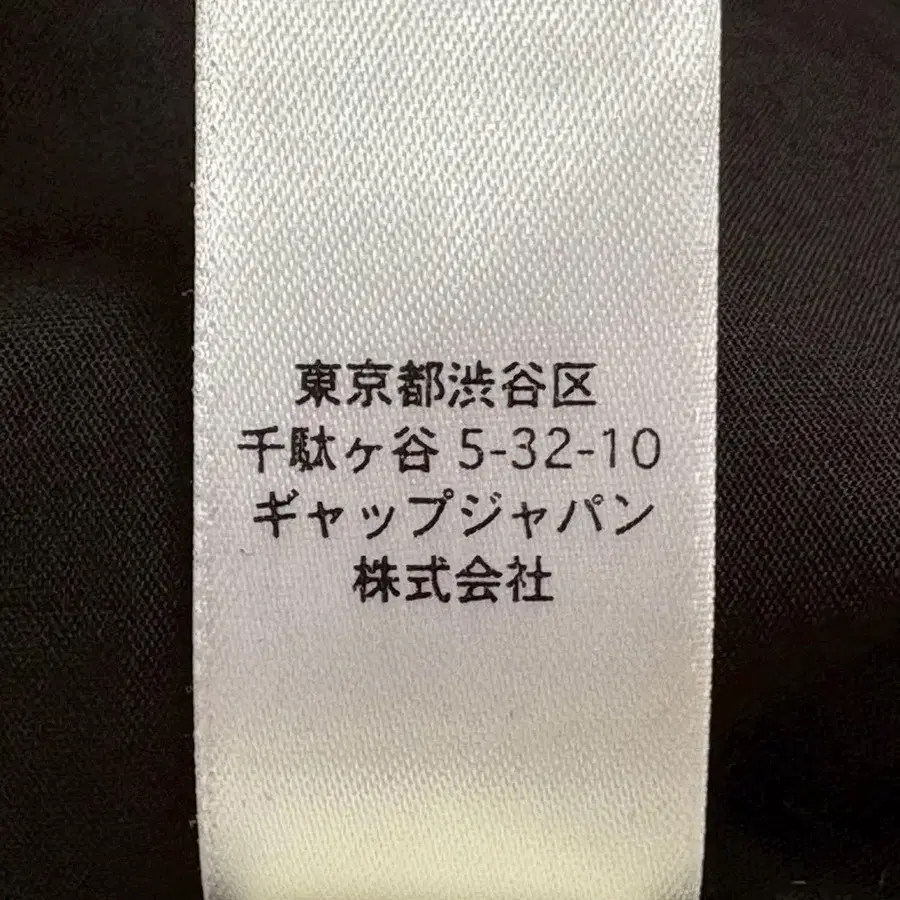 東京都渋谷区
千駄ヶ谷 5-32-10
ギャップジャパン
株式会社